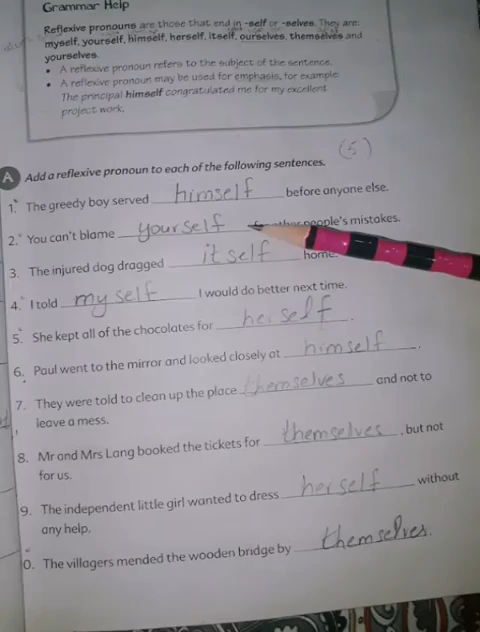 Grammar Help
Reflexive pronouns are those that end in -self or -selves. They are:
myself, yourself, himself, herself, itself, ourselves, themselves and
yourselves.
• A reflexive pronoun refers to the subject of the sentence.
• A reflexive pronoun may be used for emphasis, for example:
The principal himself congratulated me for my excellent
project work.
(5)
A Add a reflexive pronoun to each of the following sentences.
1. The greedy boy served himself before anyone else.
2. You can't blame yourself people's mistakes.
3. The injured dog dragged itself home.
4. I told myself I would do better next time.
5. She kept all of the chocolates for herself.
6. Paul went to the mirror and looked closely at himself.
7. They were told to clean up the place themselves and not to
leave a mess.
8. Mr and Mrs Lang booked the tickets for themselves, but not
for us.
9. The independent little girl wanted to dress herself without
any help.
0. The villagers mended the wooden bridge by themselves.